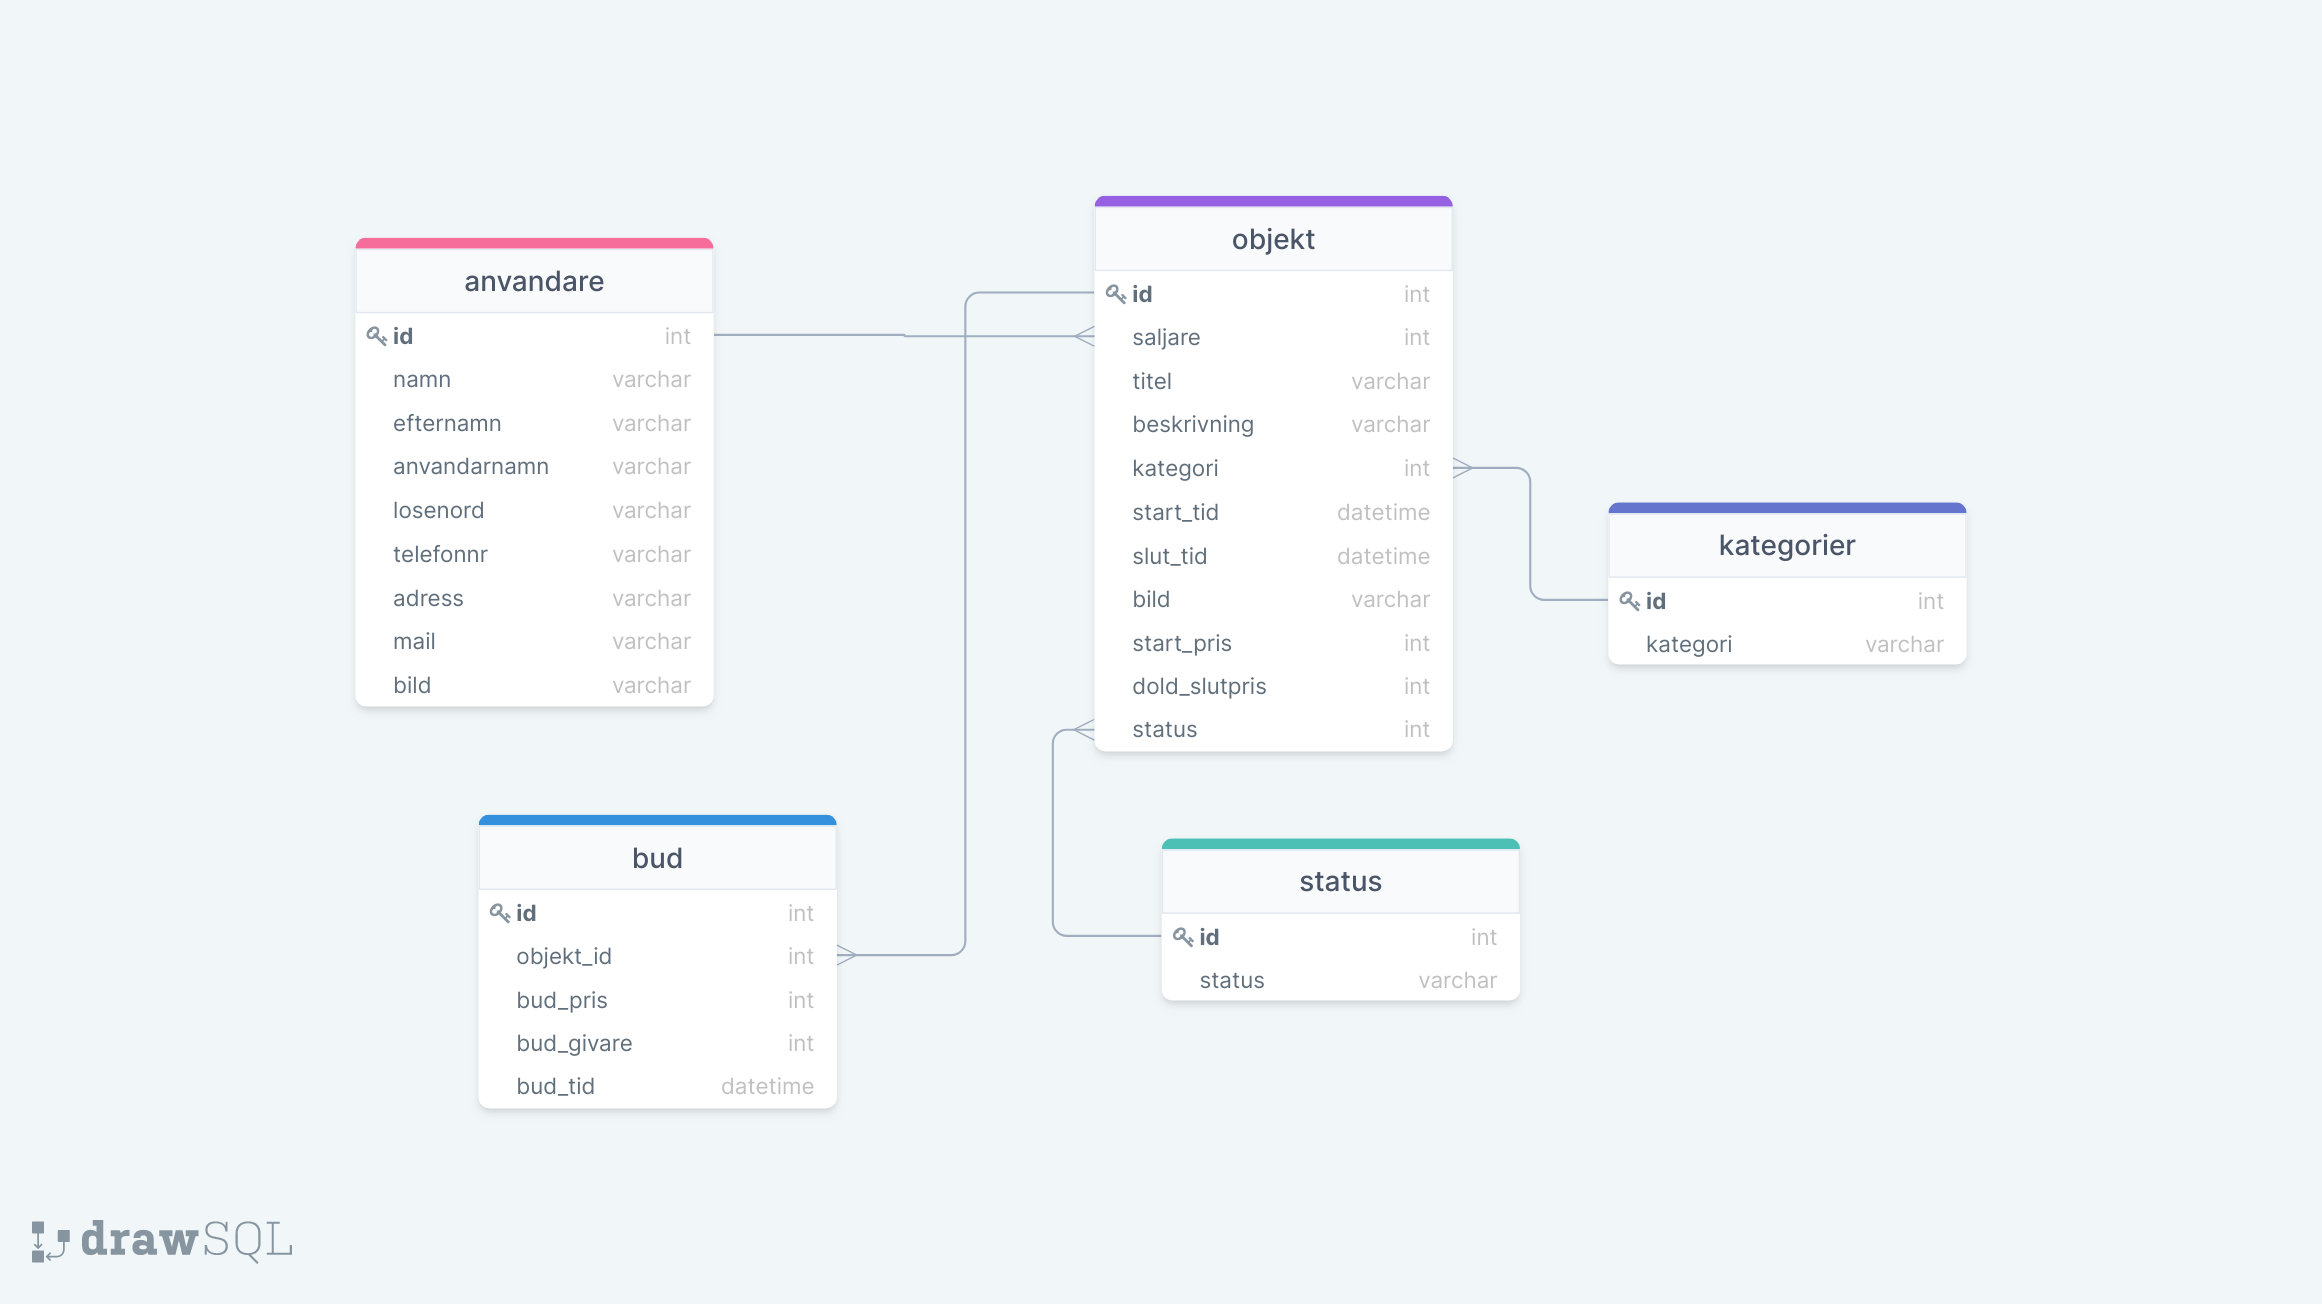 anvandare
id int
namn varchar
efternamn varchar
anvandarnamn varchar
losenord varchar
telefonnr varchar
adress varchar
mail varchar
bild varchar
objekt
id int
saljare int
titel varchar
beskrivning varchar
kategori int
start_tid datetime
slut_tid datetime
bild varchar
start_pris int
dold_slutpris int
status int
kategorier
id int
kategori varchar
bud
id int
objekt_id int
bud_pris int
bud_givare int
bud_tid datetime
status
id int
status varchar
drawSQL